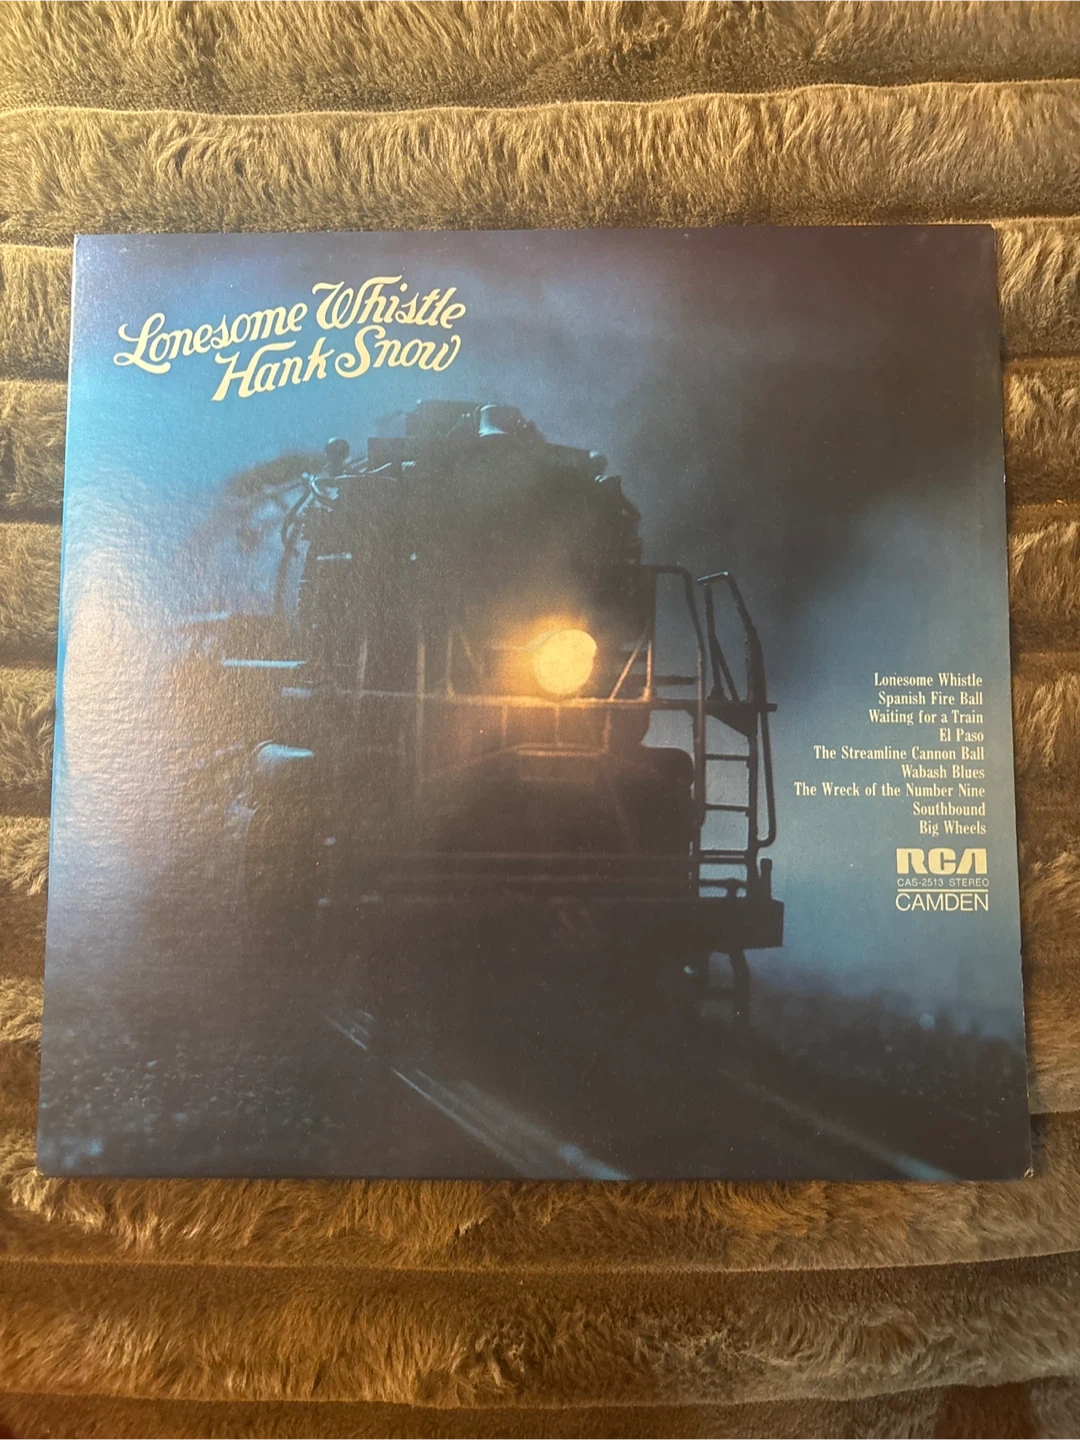 Lonesome Whistle
Hank Snow
Lonesome Whistle
Spanish Fire Ball
Waiting for a Train
El Paso
The Streamline Cannon Ball
Wabash Blues
The Wreck of the Number Nine
Southbound
Big Wheels
RCA
CAS-2513 STEREO
CAMDEN